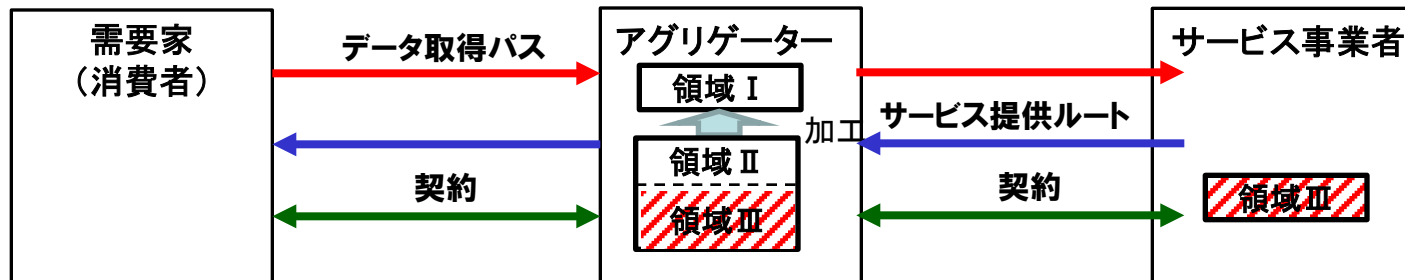 需要家
（消費者）
データ取得パス
契約
アグリゲーター
領域Ⅰ
加工
領域Ⅱ
領域Ⅲ
サービス提供ルート
契約
サービス事業者
領域Ⅲ